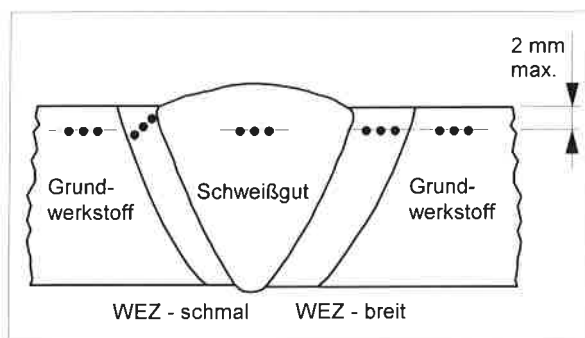 2 mm
max.
Grund-
werkstoff
Schweißgut
Grund-
werkstoff
WEZ - schmal
WEZ - breit